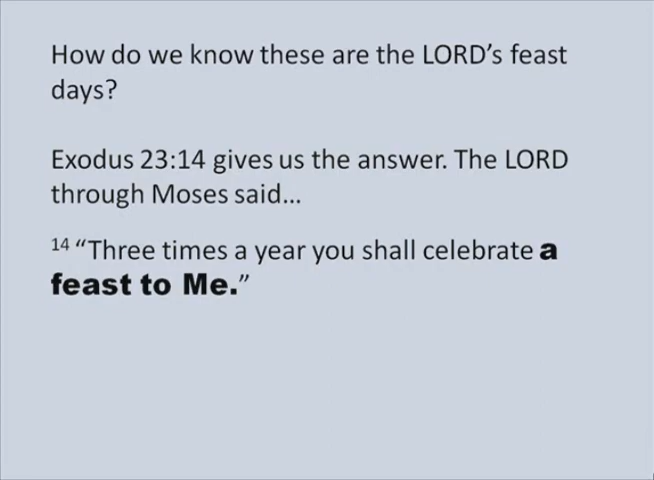 How do we know these are the LORD’s feast
days?
Exodus 23:14 gives us the answer. The LORD
through Moses said...
14 “Three times a year you shall celebrate a
feast to Me.”